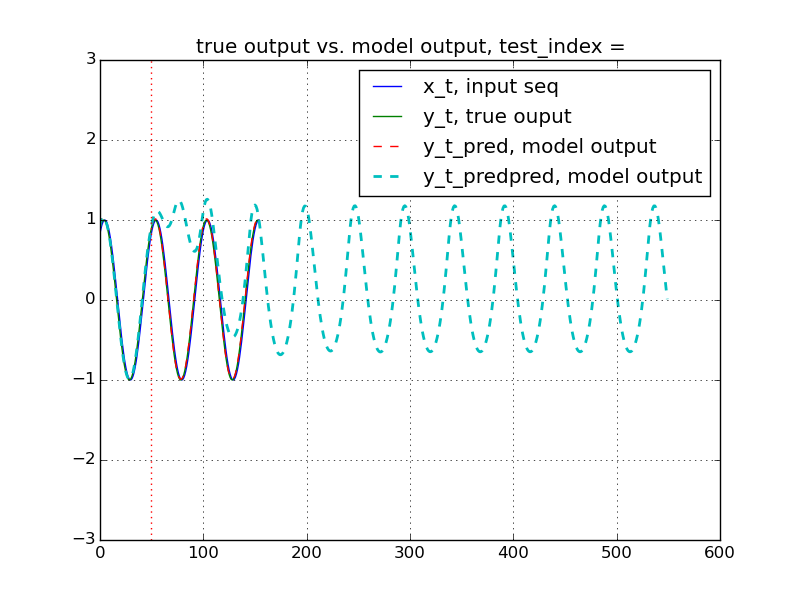 true output vs. model output, test_index =
3
2
1
0
−1
−2
−3
x_t, input seq
y_t, true ouput
y_t_pred, model output
y_t_predpred, model output
0 100 200 300 400 500 600